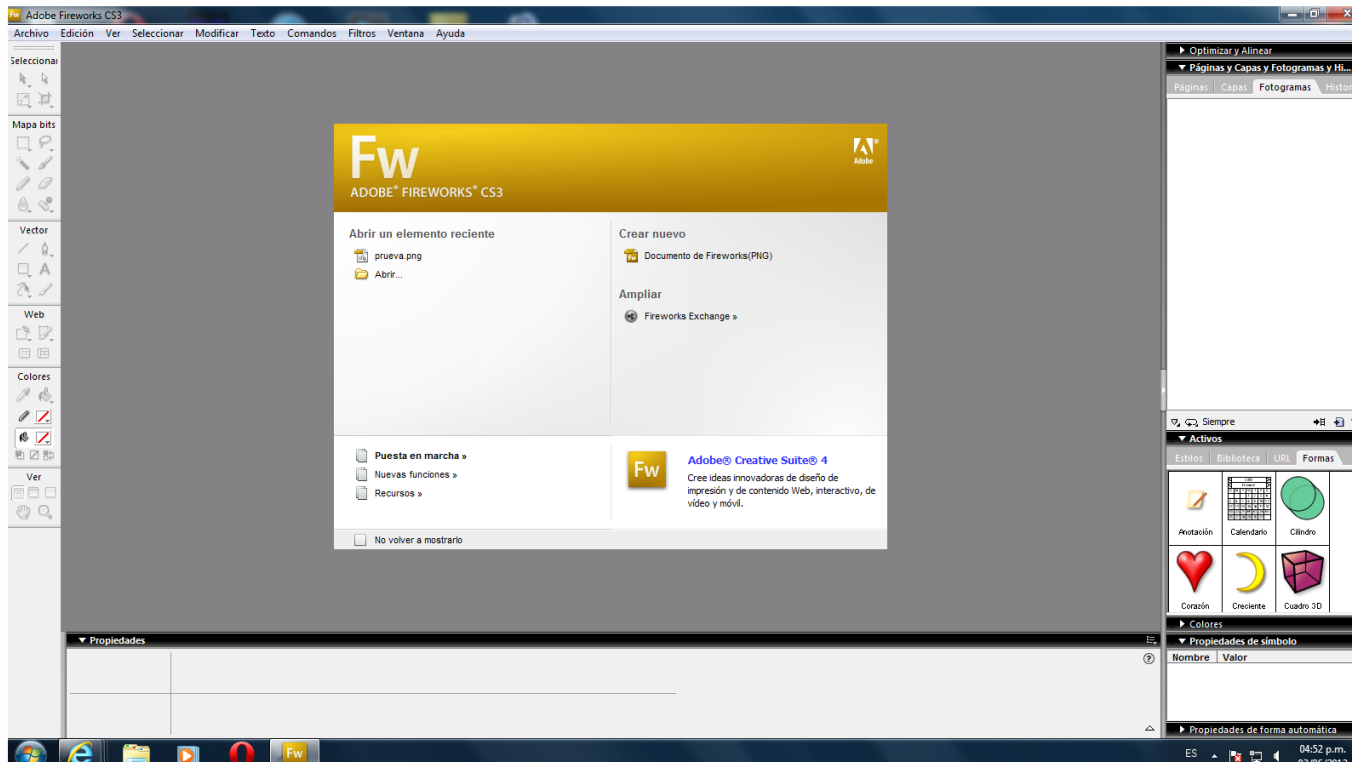 Fw Adobe Fireworks CS3
Archivo Edición Ver Seleccionar Modificar Texto Comandos Filtros Ventana Ayuda
Seleccionar
Mapa bits
Vector
Web
Colores
Ver
Fw
ADOBE® FIREWORKS® CS3
Adobe®
Abrir un elemento reciente
prueva.png
Abrir...
Crear nuevo
Documento de Fireworks(PNG)
Ampliar
Fireworks Exchange »
Puesta en marcha »
Nuevas funciones »
Recursos »
Fw
Adobe® Creative Suite® 4
Cree ideas innovadoras de diseño de
impresión y de contenido Web, interactivo, de
vídeo y móvil.
No volver a mostrarlo
Propiedades
Optimizar y Alinear
Páginas y Capas y Fotogramas y Hi...
Páginas Capas Fotogramas Histor
Siempre
Activos
Estilos Biblioteca URL Formas
Anotación Calendario Cilindro
Corazón Creciente Cuadro 3D
Colores
Propiedades de símbolo
Nombre Valor
Propiedades de forma automática
Fw
ES
04:52 p.m.